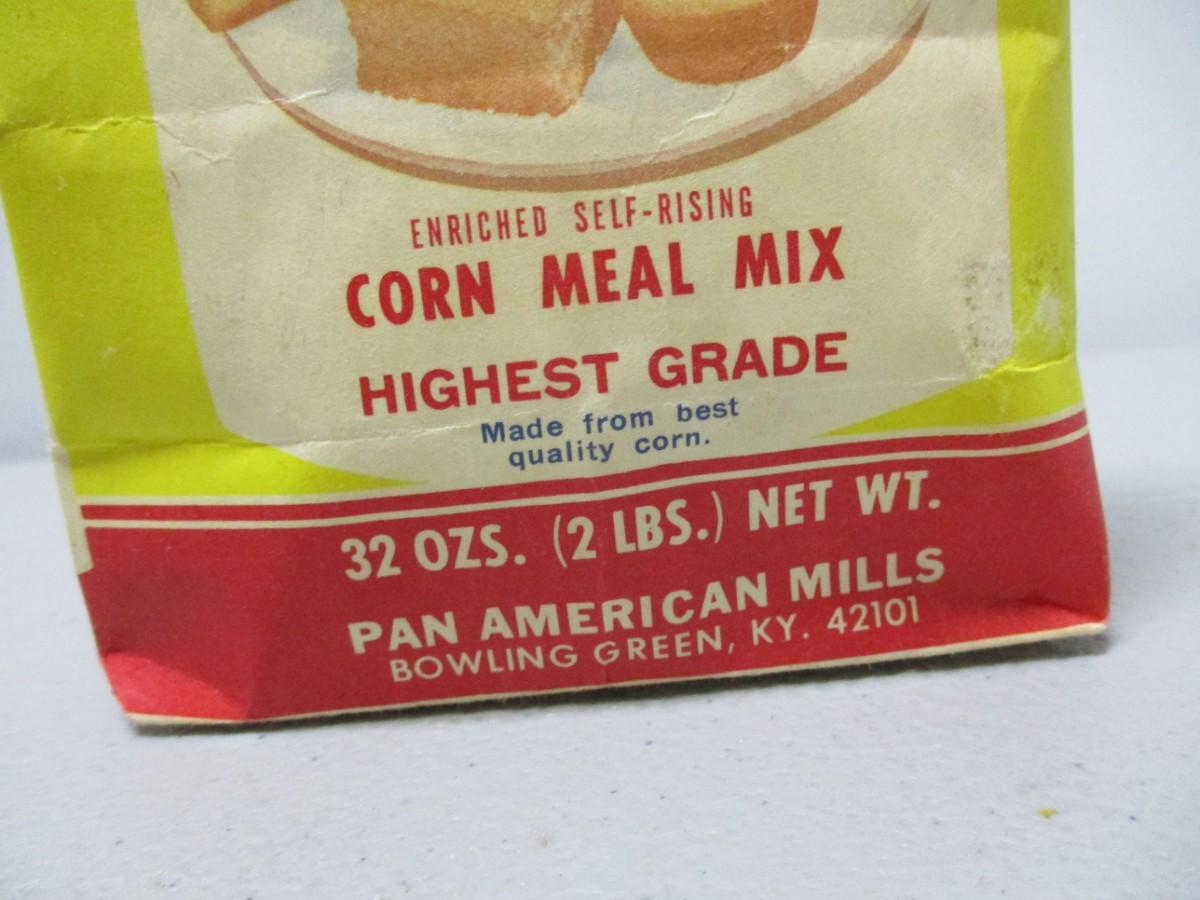 ENRICHED SELF-RISING
CORN MEAL MIX
HIGHEST GRADE
Made from best
quality corn.
32 OZS. (2 LBS.) NET WT.
PAN AMERICAN MILLS
BOWLING GREEN, KY. 42101